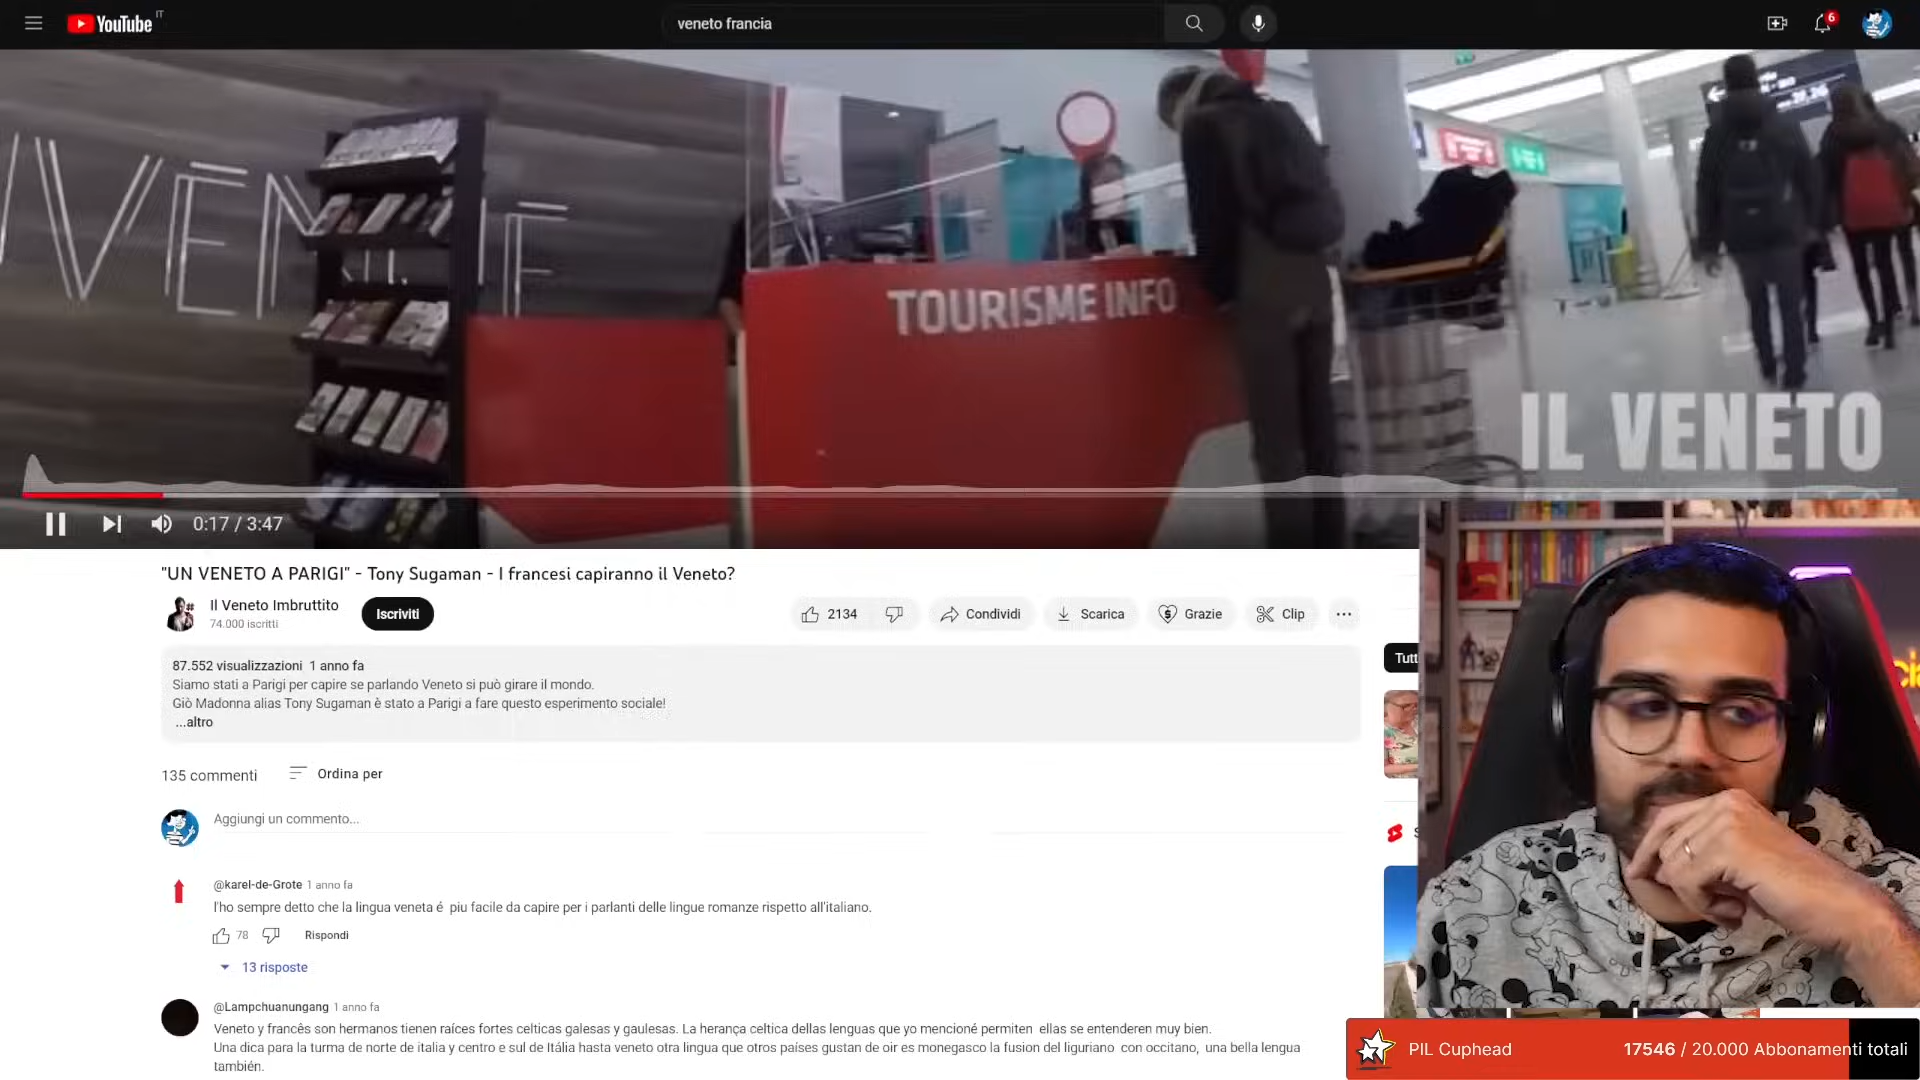 YouTube IT
veneto francia
6
TOURISME INFO
IL VENETO
0:17 / 3:47
"UN VENETO A PARIGI" - Tony Sugaman - I francesi capiranno il Veneto?
Il Veneto Imbruttito
74.000 iscritti
Iscriviti
2134
Condividi
Scarica
Grazie
Clip
Tutt
87.552 visualizzazioni 1 anno fa
Siamo stati a Parigi per capire se parlando Veneto si può girare il mondo.
Giò Madonna alias Tony Sugaman è stato a Parigi a fare questo esperimento sociale!
...altro
135 commenti
Ordina per
Aggiungi un commento...
@karel-de-Grote 1 anno fa
l'ho sempre detto che la lingua veneta é piu facile da capire per i parlanti delle lingue romanze rispetto all'italiano.
78
Rispondi
13 risposte
@Lampchuanungang 1 anno fa
Veneto y francês son hermanos tienen raíces fortes celticas galesas y gaulesas. La herança celtica dellas lenguas que yo mencioné permiten ellas se entenderen muy bien.
Una dica para la turma de norte de italia y centro e sul de Itália hasta veneto otra lingua que otros países gustan de oir es monegasco la fusion del liguriano con occitano, una bella lengua
también.
PIL Cuphead
17546 / 20.000 Abbonamenti totali